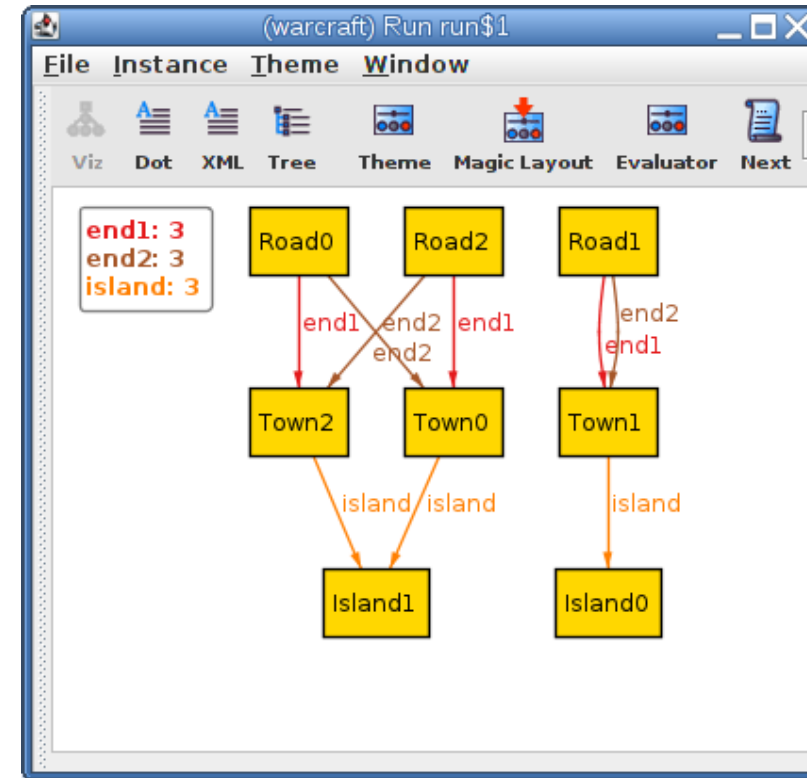 (warcraft) Run run$1
File Instance Theme Window
Viz Dot XML Tree Theme Magic Layout Evaluator Next
end1: 3
end2: 3
island: 3
Road0 Road2 Road1
end2
end1 end2 end1
end1
end2
Town2 Town0 Town1
island island island
Island1 Island0